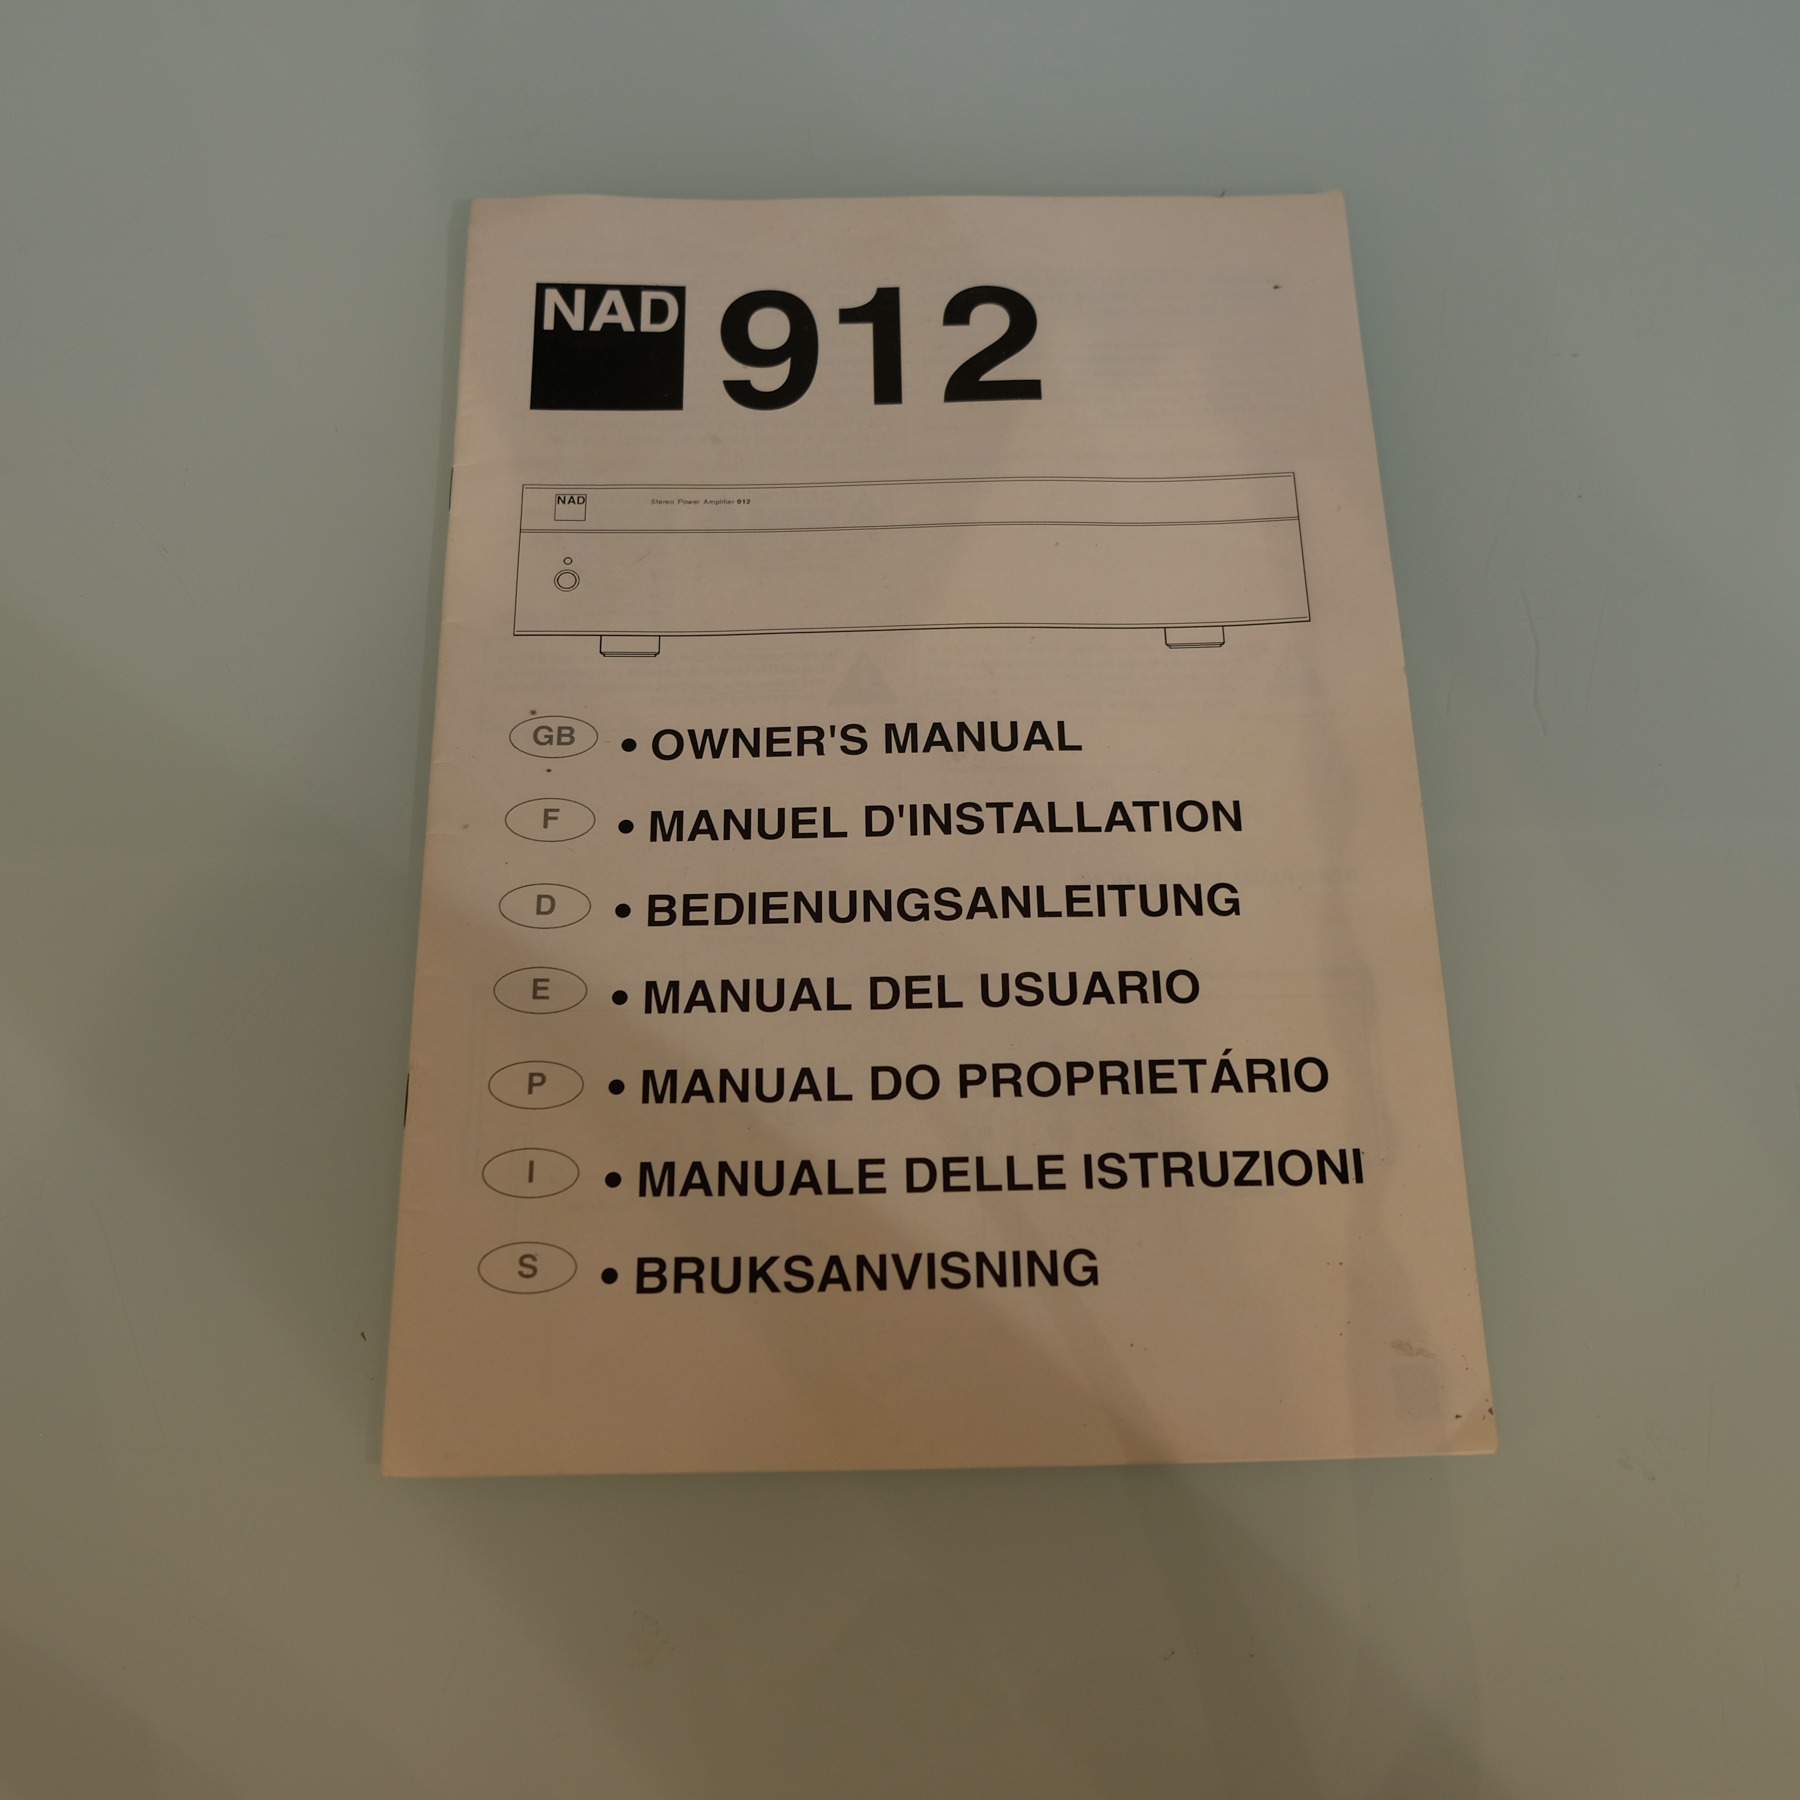 NAD 912
NAD Stereo Power Amplifier 912
GB • OWNER'S MANUAL
F • MANUEL D'INSTALLATION
D • BEDIENUNGSANLEITUNG
E • MANUAL DEL USUARIO
P • MANUAL DO PROPRIETÁRIO
I • MANUALE DELLE ISTRUZIONI
S • BRUKSANVISNING